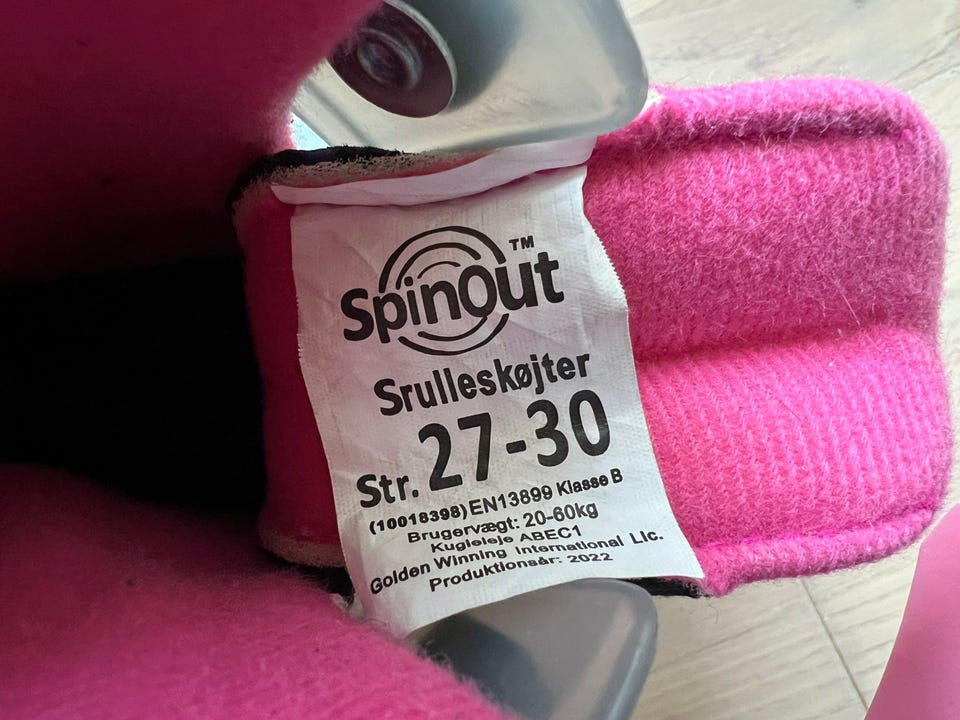 SpinOut™
Srulleskøjter
Str. 27-30
(10018398) EN13899 Klasse B
Brugervægt: 20-60kg
Kugleleje ABEC1
Golden Winning International Llc.
Produktionsår: 2022